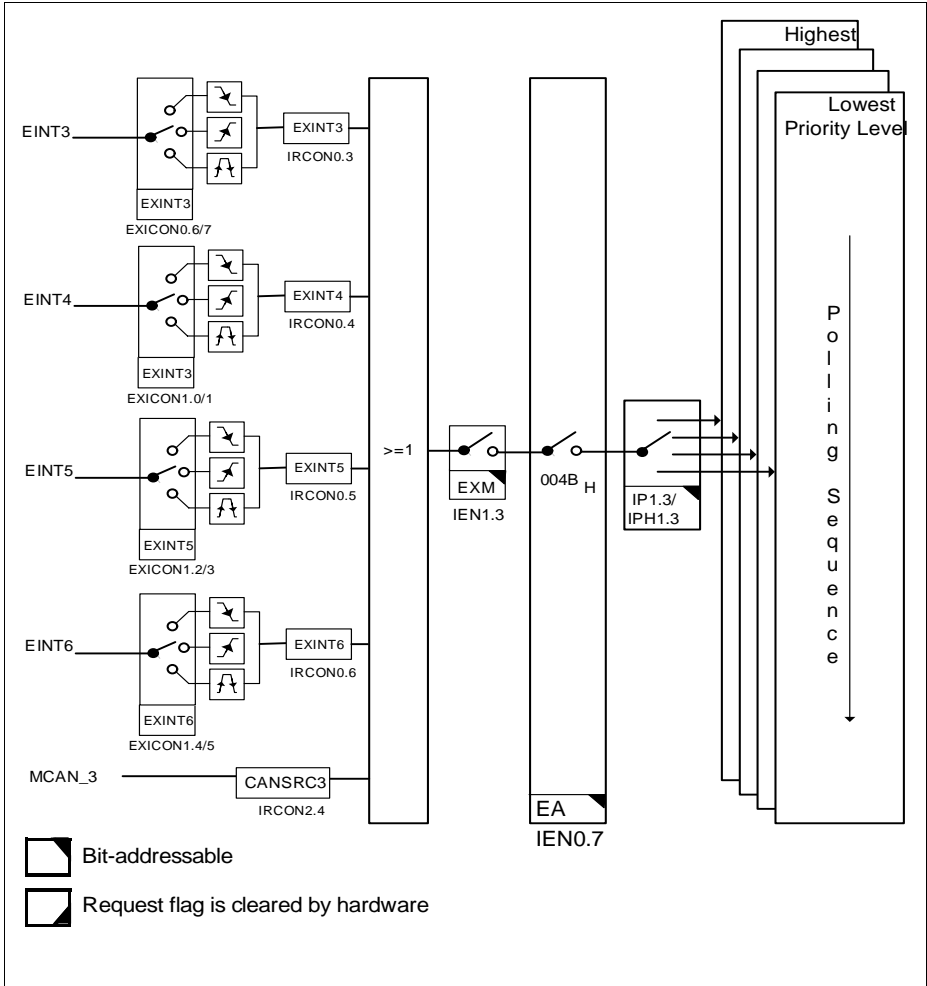 Highest
Lowest
Priority Level
EINT3
EXINT3
IRCON0.3
EXINT3
EXICON0.6/7
EINT4
EXINT4
IRCON0.4
EXINT3
EXICON1.0/1
EINT5
EXINT5
IRCON0.5
EXINT5
EXICON1.2/3
EINT6
EXINT6
IRCON0.6
EXINT6
EXICON1.4/5
MCAN_3
CANSRC3
IRCON2.4
>=1
EXM
IEN1.3
004B H
EA
IEN0.7
IP1.3/
IPH1.3
Polling Sequence
Bit-addressable
Request flag is cleared by hardware